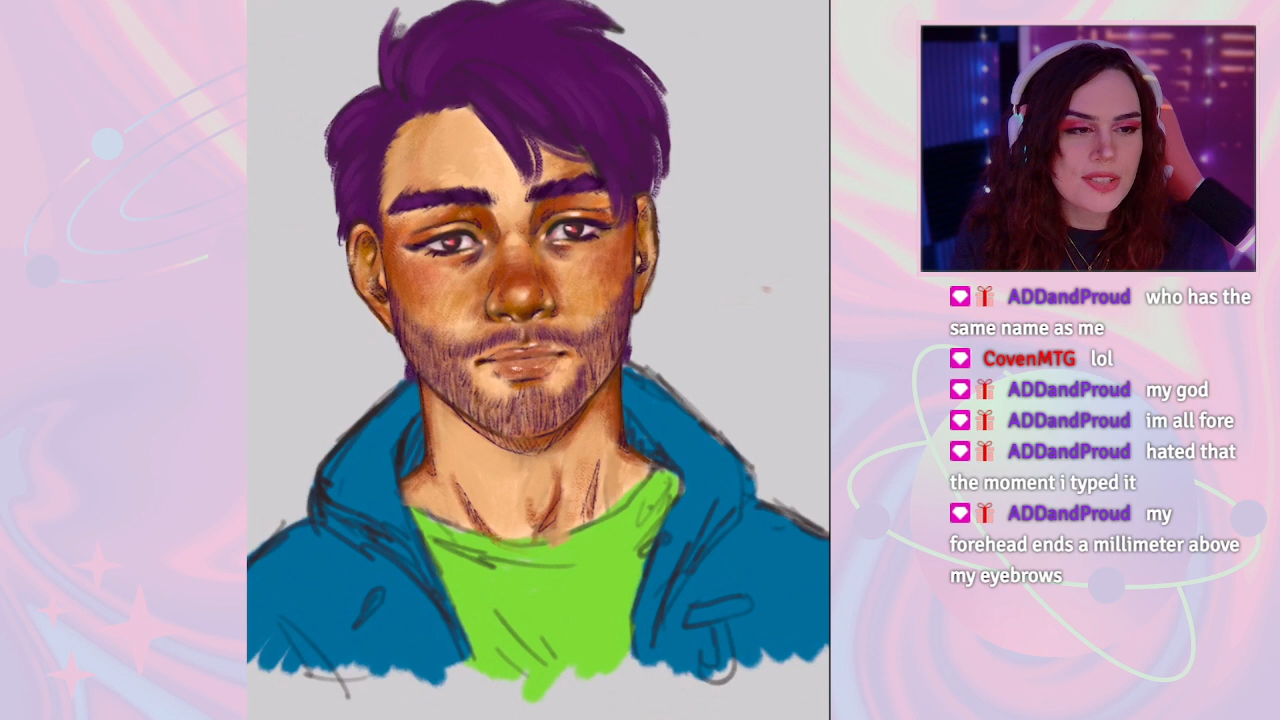 ADDandProud who has the
same name as me
CovenMTG lol
ADDandProud my god
ADDandProud im all fore
ADDandProud hated that
the moment i typed it
ADDandProud my
forehead ends a millimeter above
my eyebrows